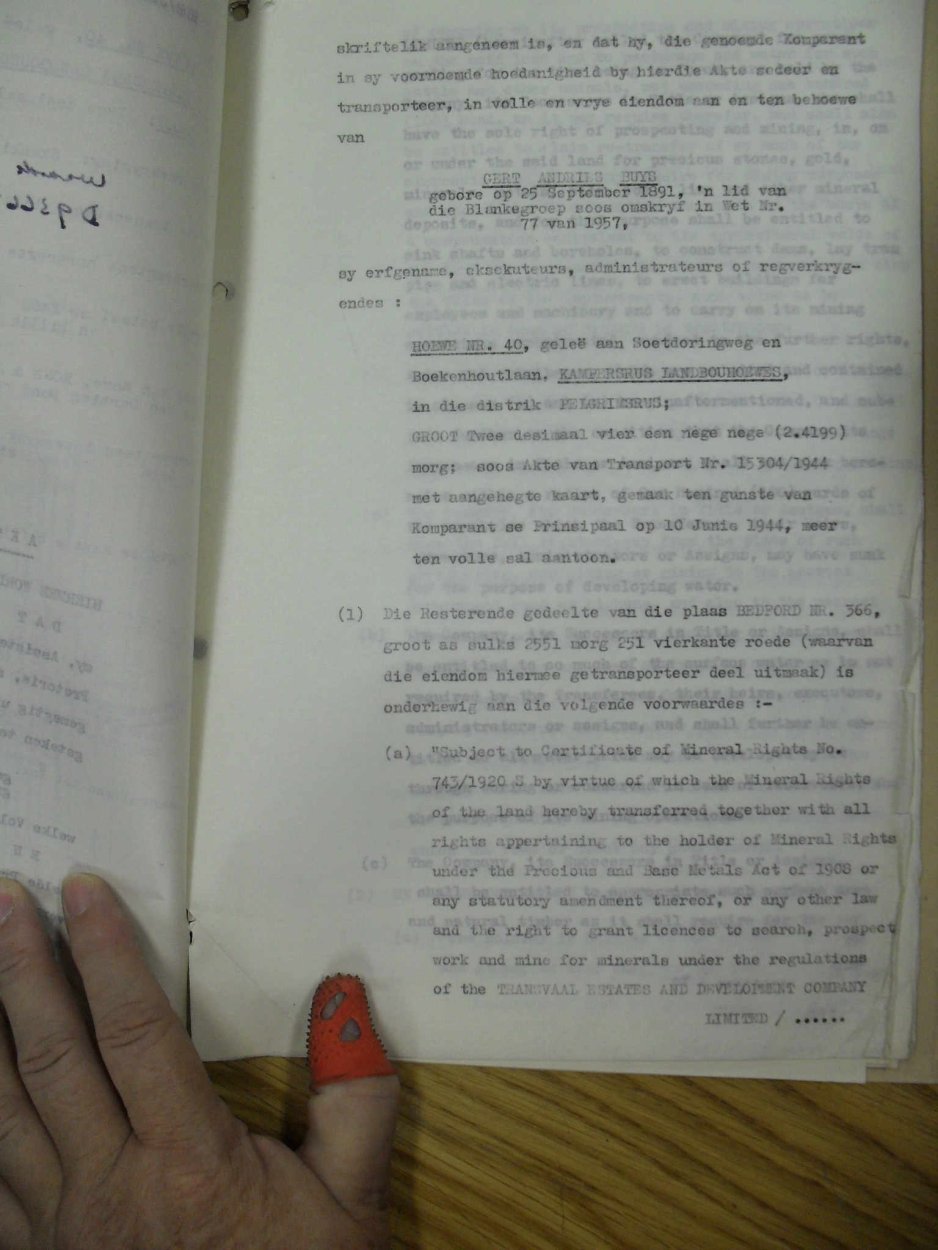 skriftelik aangeneem is, en dat hy, die genoemde Komparant
in sy voornoemde hoedanigheid by hierdie Akte sedeer en
transporteer, in volle en vrye eiendom aan en ten behoewe
van
GERT ANDRIES BUYS
gebore op 25 September 1891, 'n lid van
die Blankegroep soos omskryf in Wet Nr.
77 van 1957,
sy erfgename, eksekuteurs, administrateurs of regverkryg-
endes :
HOEWE NR. 40, geleë aan Soetdoringweg en
Boekenhoutlaan. KAMPERSRUS LANDBOUHOEWES,
in die distrik PELGRIMSRUS;
GROOT Twee desimaal vier een nege nege (2.4199)
morg; soos Akte van Transport Nr. 15304/1944
met aangehegte kaart, gemaak ten gunste van
Komparant se Prinsipaal op 10 Junie 1944, meer
ten volle sal aantoon.
(1) Die Resterende gedeelte van die plaas BEDFORD NR. 366,
groot as sulks 2551 morg 251 vierkante roede (waarvan
die eiendom hiermee getransporteer deel uitmaak) is
onderhewig aan die volgende voorwaardes :-
(a) "Subject to Certificate of Mineral Rights No.
743/1920 S by virtue of which the Mineral Rights
of the land hereby transferred together with all
rights appertaining to the holder of Mineral Rights
under the Precious and Base Metals Act of 1908 or
any statutory amendment thereof, or any other law
and the right to grant licences to search, prospect
work and mine for minerals under the regulations
of the TRANSVAAL ESTATES AND DEVELOPMENT COMPANY
LIMITED / ......